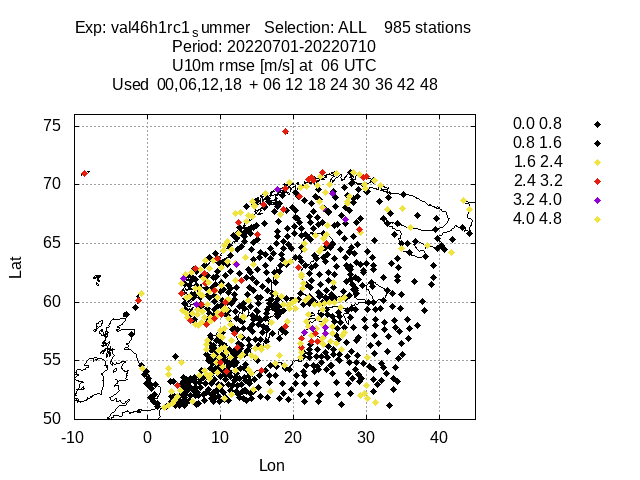 Exp: val46h1rc1summer   Selection: ALL    985 stations
Period: 20220701-20220710
U10m rmse [m/s] at  06 UTC
Used  00,06,12,18  + 06 12 18 24 30  36 42 48
0.0 0.8
0.8 1.6
1.6 2.4
2.4 3.2
3.2 4.0
4.0 4.8
Lat
75
70
65
60
55
50
-10 0 10 20 30 40
Lon